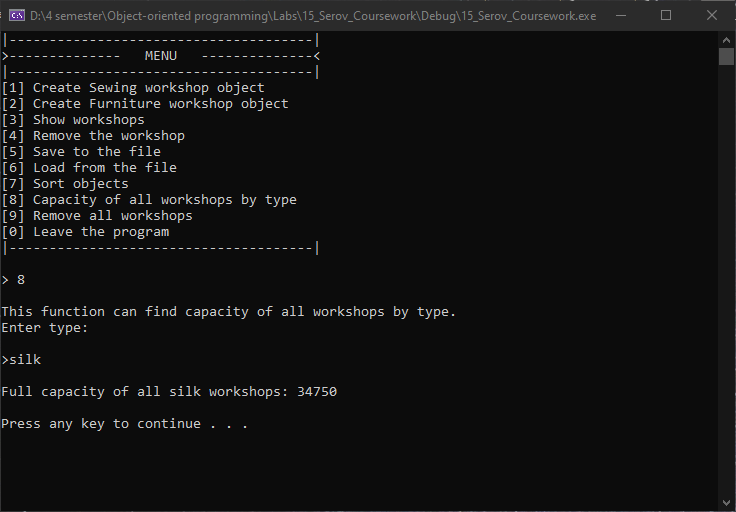 D:\4 semester\Object-oriented programming\Labs\15_Serov_Coursework\Debug\15_Serov_Coursework.exe
|--------------------------------------|
>--------------   MENU   --------------<
|--------------------------------------|
[1] Create Sewing workshop object
[2] Create Furniture workshop object
[3] Show workshops
[4] Remove the workshop
[5] Save to the file
[6] Load from the file
[7] Sort objects
[8] Capacity of all workshops by type
[9] Remove all workshops
[0] Leave the program
|--------------------------------------|
> 8
This function can find capacity of all workshops by type.
Enter type:
>silk
Full capacity of all silk workshops: 34750
Press any key to continue . . .